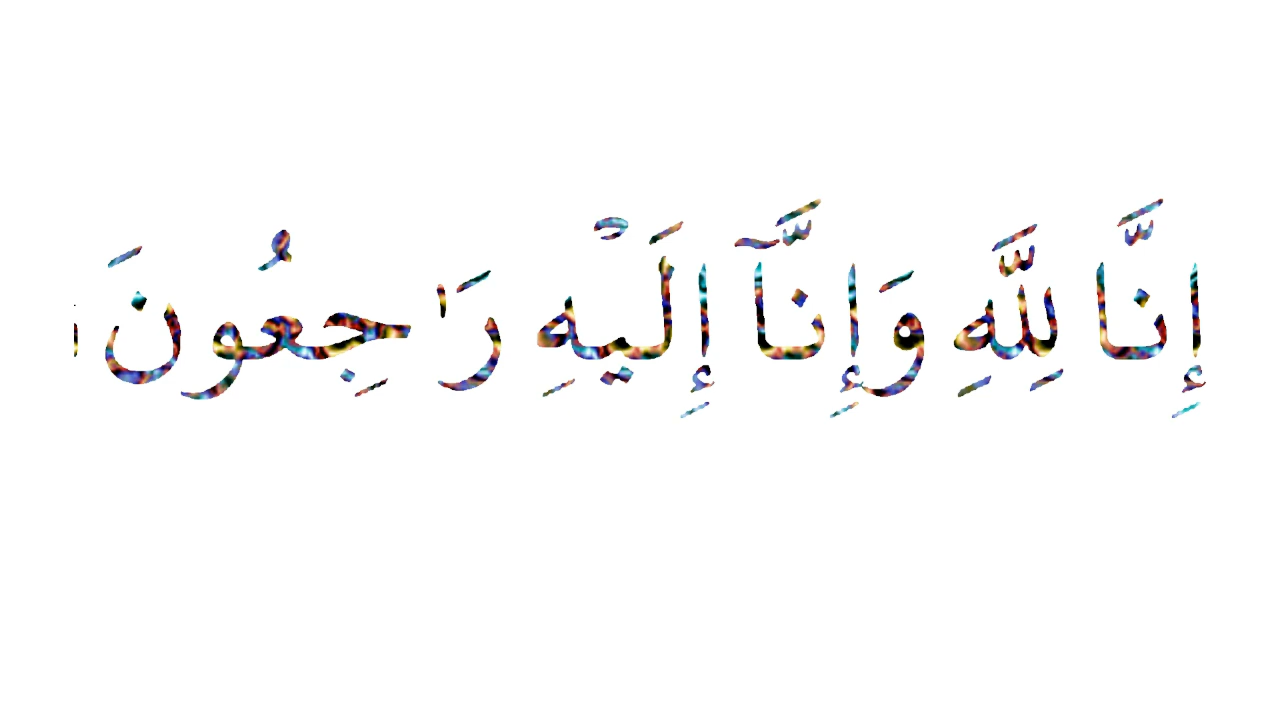 إِنَّا لِلَّهِ وَإِنَّآ إِلَيْهِ رَٰجِعُونَ